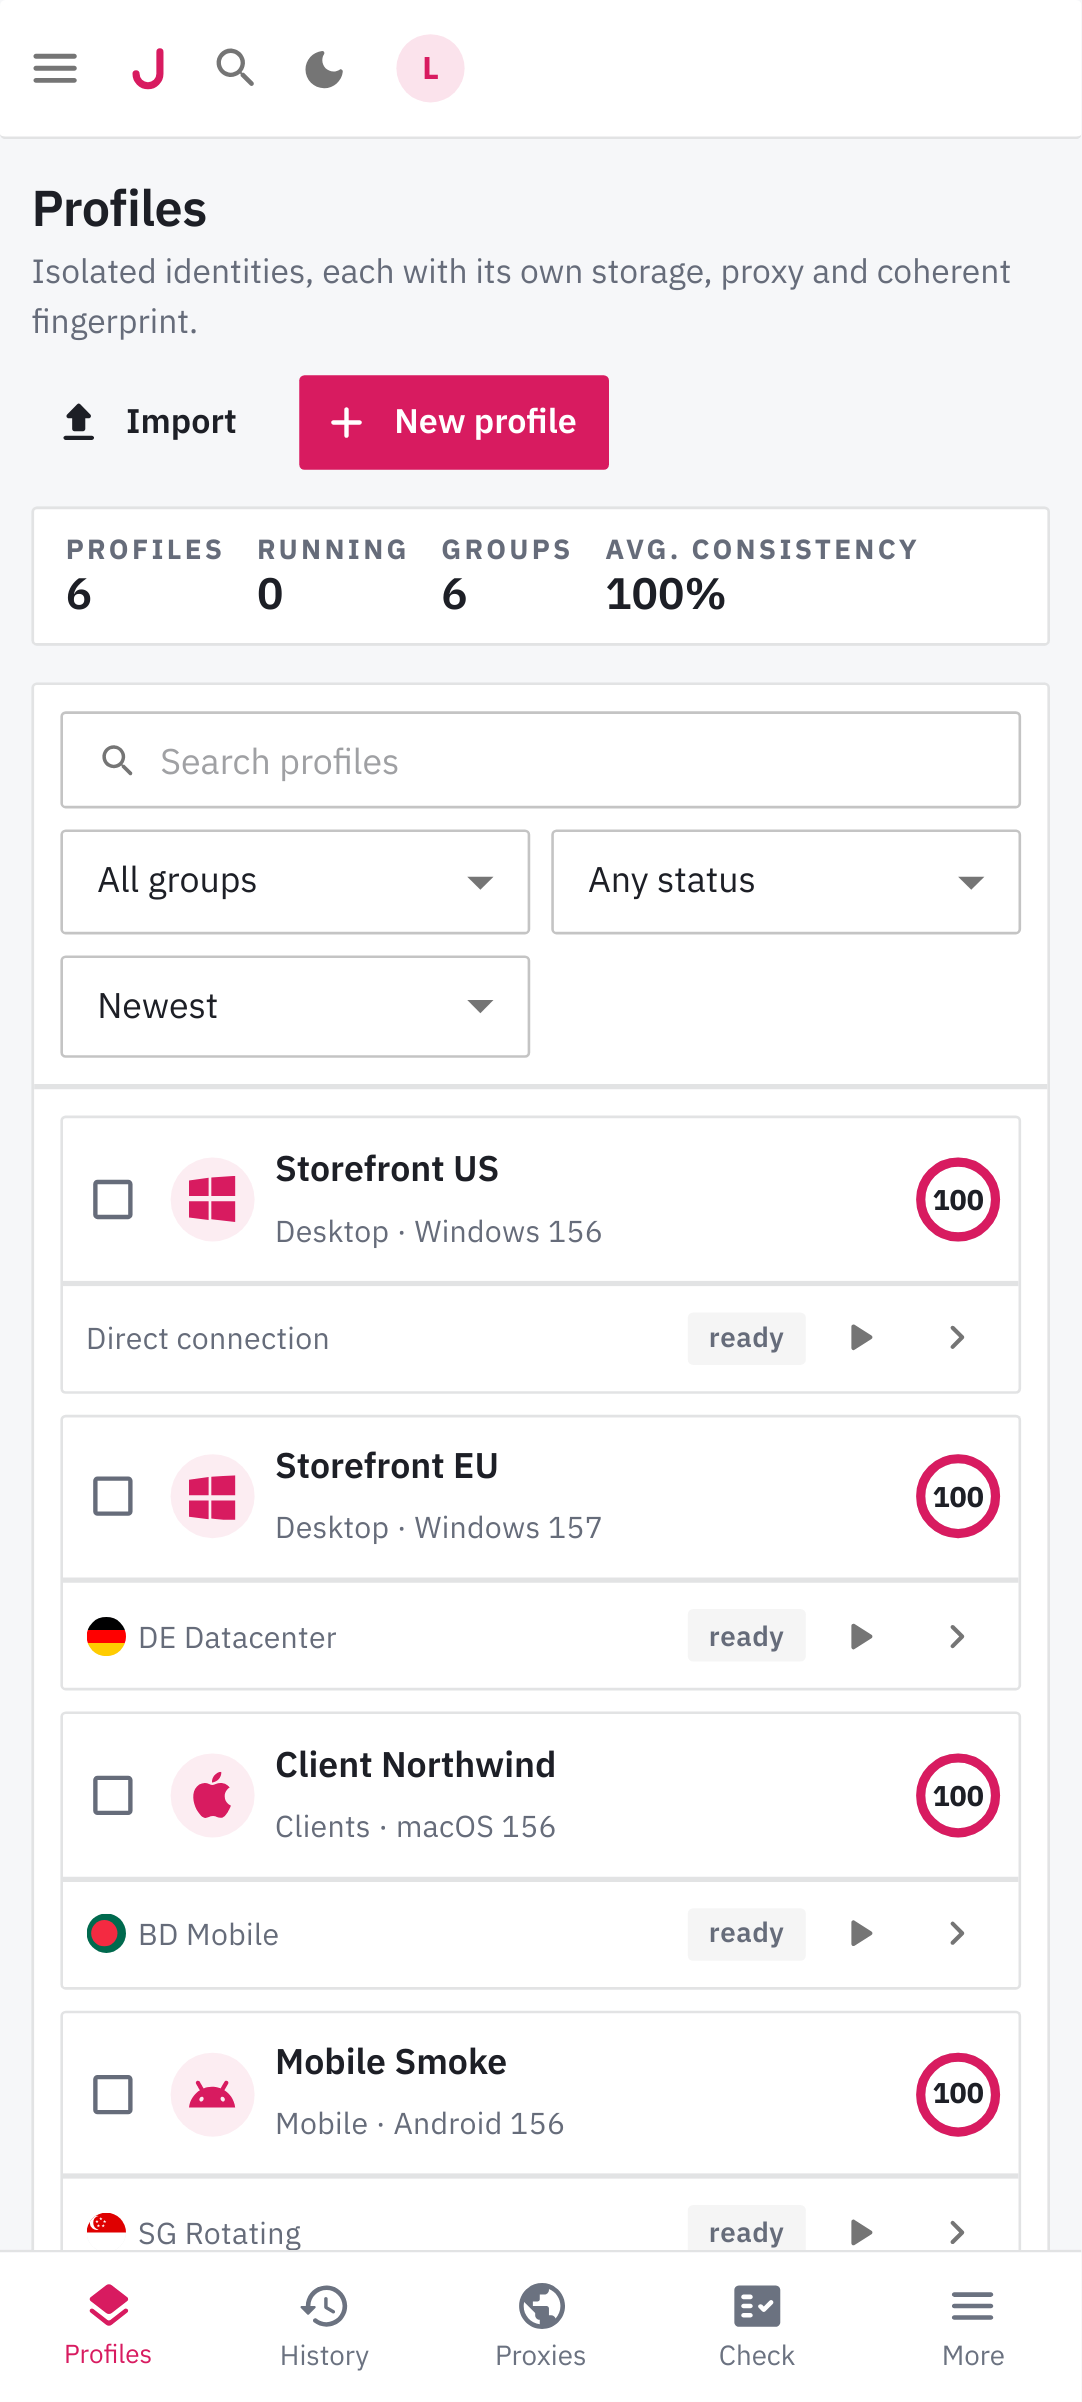 L
Profiles
Isolated identities, each with its own storage, proxy and coherent
fingerprint.
Import
New profile
PROFILES RUNNING GROUPS AVG. CONSISTENCY
6 0 6 100%
Search profiles
All groups
Any status
Newest
Storefront US
Desktop · Windows 156
100
Direct connection
ready
Storefront EU
Desktop · Windows 157
100
DE Datacenter
ready
Client Northwind
Clients · macOS 156
100
BD Mobile
ready
Mobile Smoke
Mobile · Android 156
100
SG Rotating
ready
Profiles History Proxies Check More